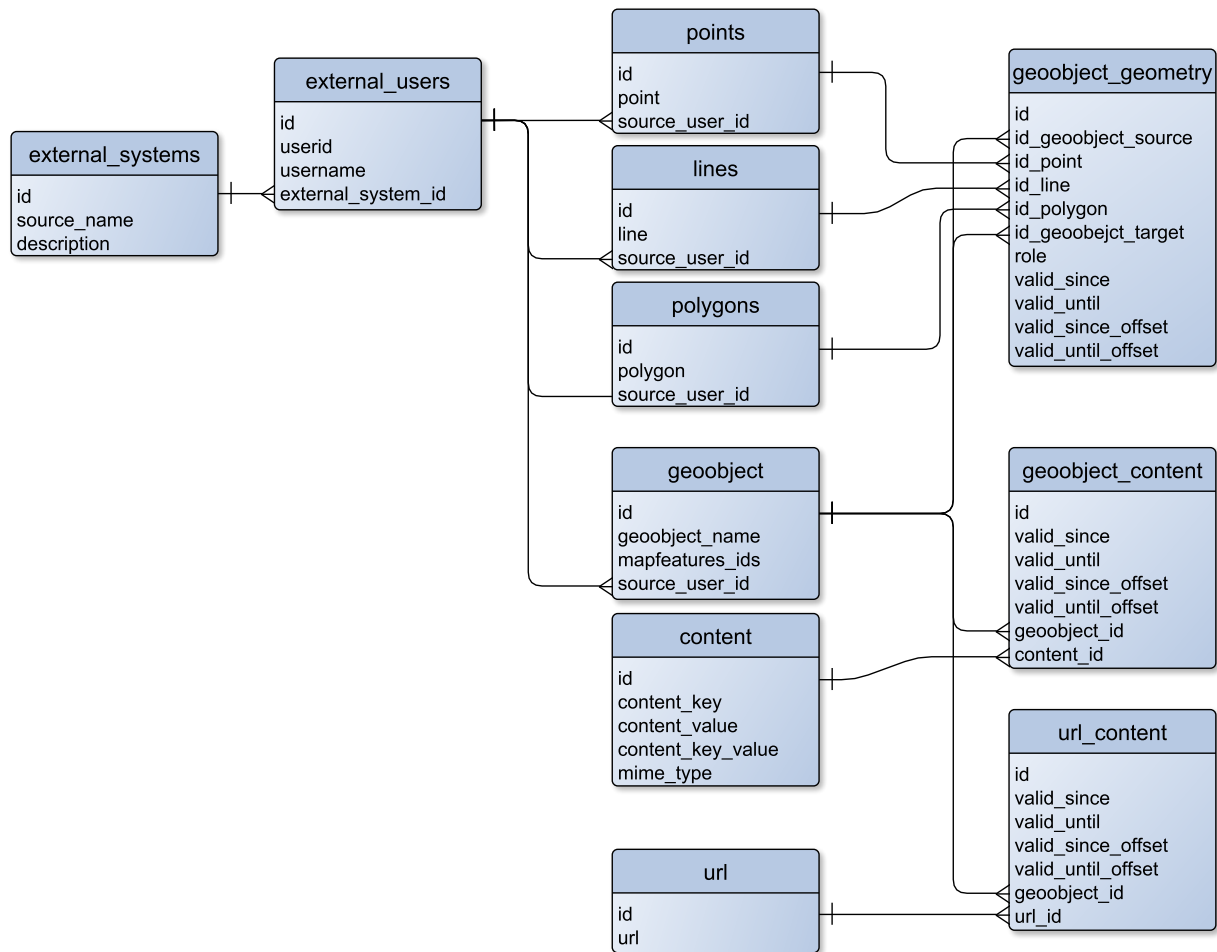 external_systems
id
source_name
description
external_users
id
userid
username
external_system_id
points
id
point
source_user_id
lines
id
line
source_user_id
polygons
id
polygon
source_user_id
geoobject
id
geoobject_name
mapfeatures_ids
source_user_id
content
id
content_key
content_value
content_key_value
mime_type
url
id
url
geoobject_geometry
id
id_geoobject_source
id_point
id_line
id_polygon
id_geoobejct_target
role
valid_since
valid_until
valid_since_offset
valid_until_offset
geoobject_content
id
valid_since
valid_until
valid_since_offset
valid_until_offset
geoobject_id
content_id
url_content
id
valid_since
valid_until
valid_since_offset
valid_until_offset
geoobject_id
url_id